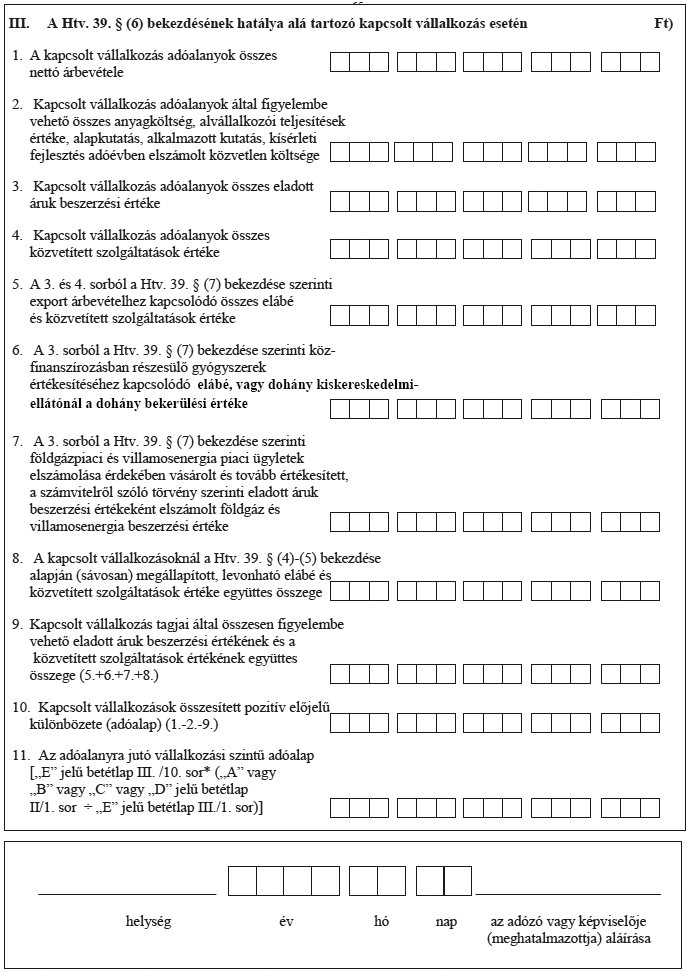 III. A Htv. 39. § (6) bekezdésének hatálya alá tartozó kapcsolt vállalkozás esetén Ft)
1. A kapcsolt vállalkozás adóalanyok összes
nettó árbevétele
2. Kapcsolt vállalkozás adóalanyok által figyelembe
vehető összes anyagköltség, alvállalkozói teljesítések
értéke, alapkutatás, alkalmazott kutatás, kísérleti
fejlesztés adóévben elszámolt közvetlen költsége
3. Kapcsolt vállalkozás adóalanyok összes eladott
áruk beszerzési értéke
4. Kapcsolt vállalkozás adóalanyok összes
közvetített szolgáltatások értéke
5. A 3. és 4. sorból a Htv. 39. § (7) bekezdése szerinti
export árbevételhez kapcsolódó összes elábé
és közvetített szolgáltatások értéke
6. A 3. sorból a Htv. 39. § (7) bekezdése szerinti köz-
finanszírozásban részesülő gyógyszerek
értékesítéséhez kapcsolódó elábé, vagy dohány kiskereskedelmi-
ellátónál a dohány bekerülési értéke
7. A 3. sorból a Htv. 39. § (7) bekezdése szerinti
földgázpiaci és villamosenergia piaci ügyletek
elszámolása érdekében vásárolt és tovább értékesített,
a számvitelről szóló törvény szerinti eladott áruk
beszerzési értékeként elszámolt földgáz és
villamosenergia beszerzési értéke
8. A kapcsolt vállalkozásoknál a Htv. 39. § (4)-(5) bekezdése
alapján (sávosan) megállapított, levonható elábé és
közvetített szolgáltatások értéke együttes összege
9. Kapcsolt vállalkozás tagjai által összesen figyelembe
vehető eladott áruk beszerzési értékének és a
közvetített szolgáltatások értékének együttes
összege (5.+6.+7.+8.)
10. Kapcsolt vállalkozások összesített pozitív előjelű
különbözete (adóalap) (1.-2.-9.)
11. Az adóalanyra jutó vállalkozási szintű adóalap
[„E” jelű betétlap III. /10. sor* („A” vagy
„B” vagy „C” vagy „D” jelű betétlap
II/1. sor ÷ „E” jelű betétlap III./1. sor)]
helység év hó nap az adózó vagy képviselője
(meghatalmazottja) aláírása